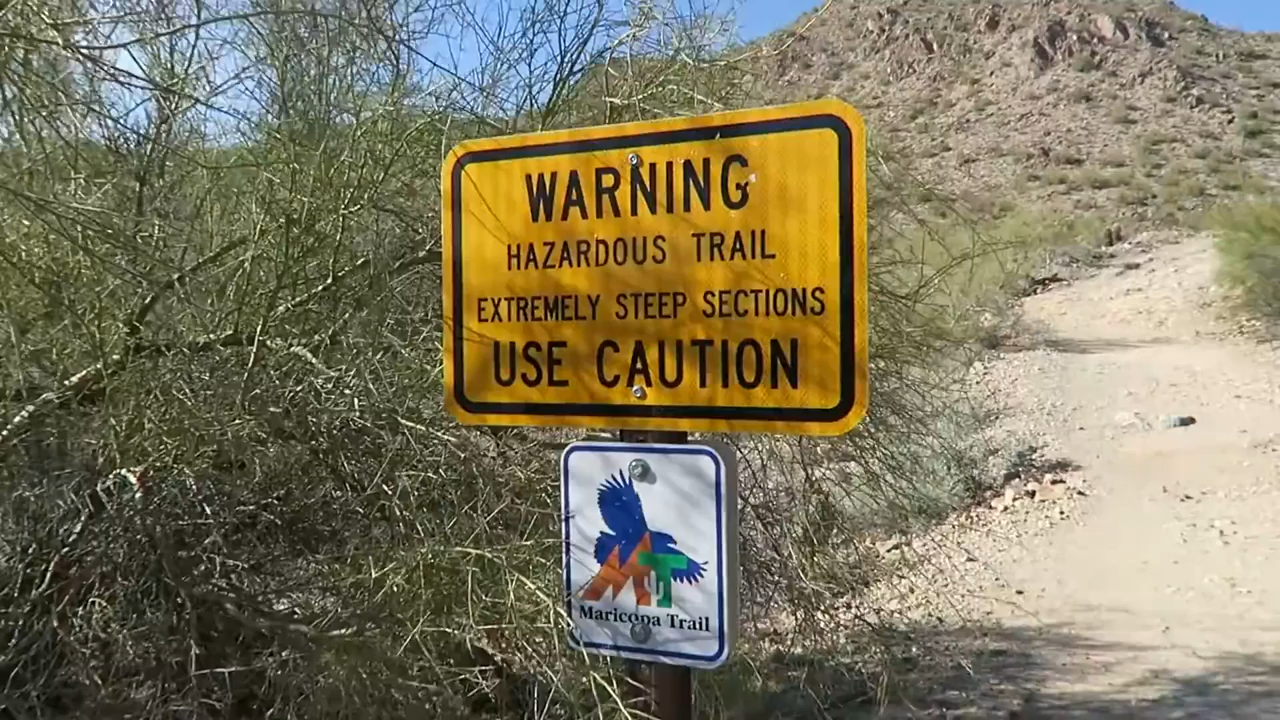 WARNING
HAZARDOUS TRAIL
EXTREMELY STEEP SECTIONS
USE CAUTION
MT
Maricopa Trail